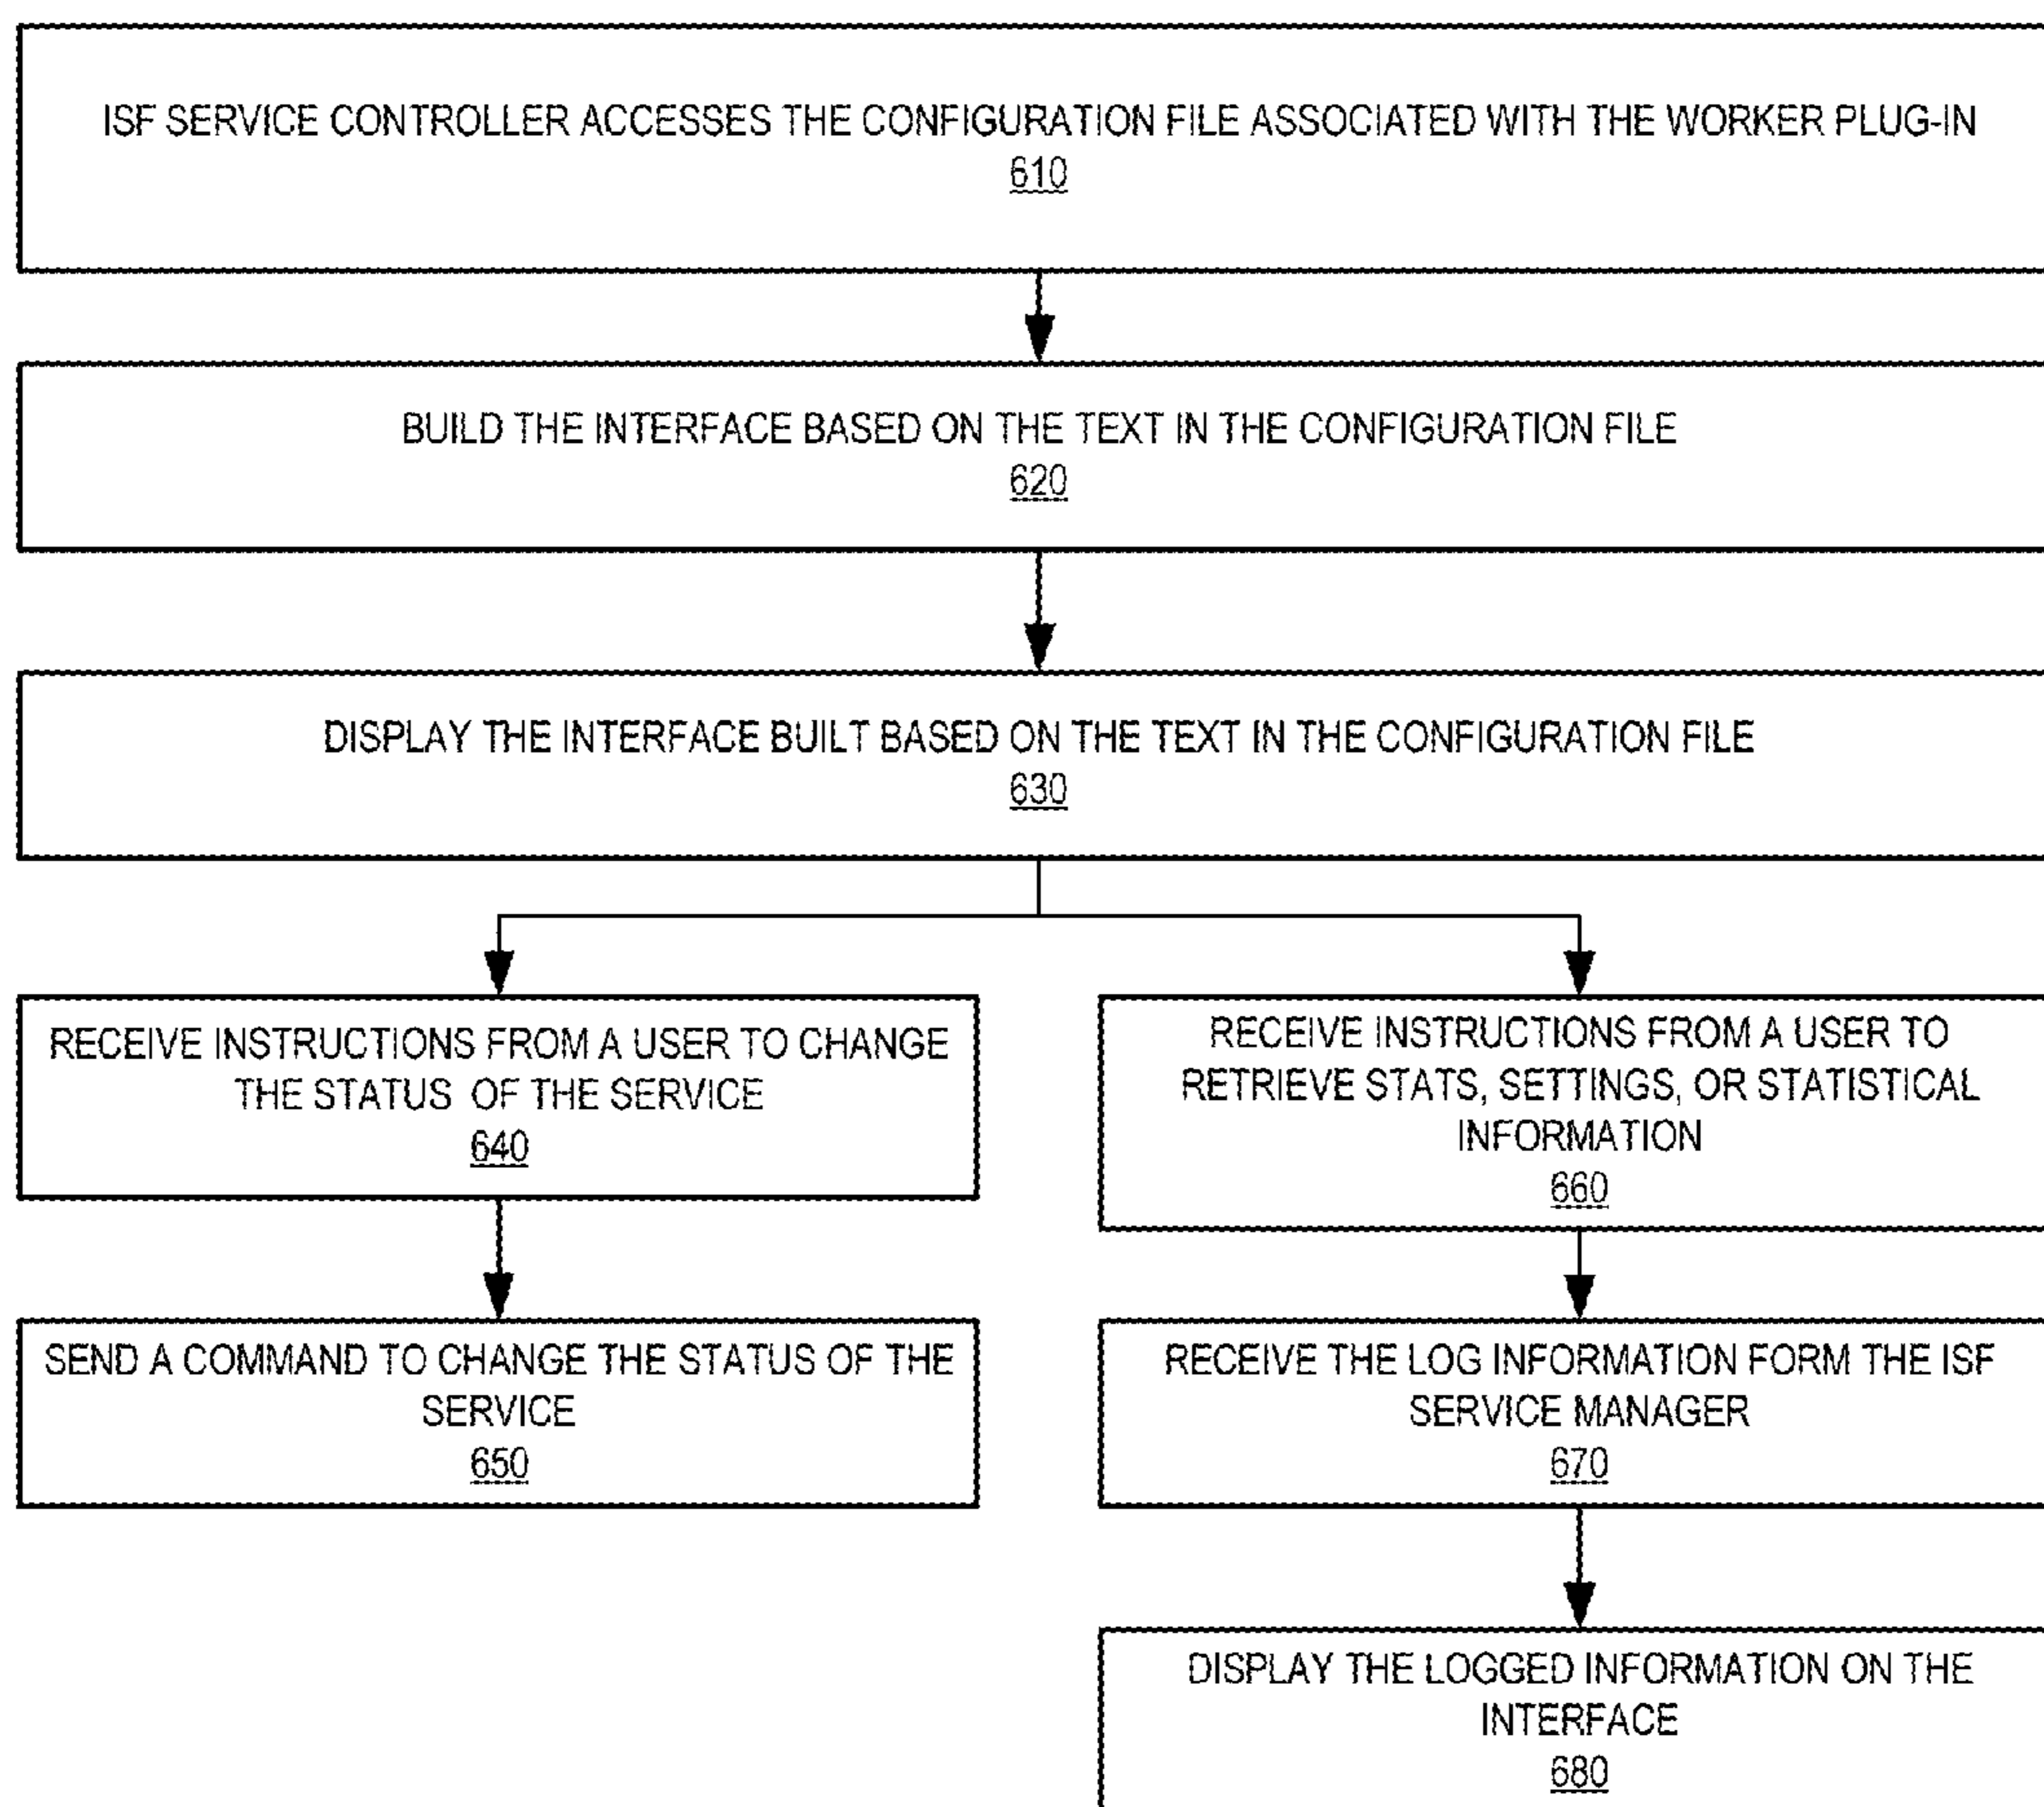 ISF SERVICE CONTROLLER ACCESSES THE CONFIGURATION FILE ASSOCIATED WITH THE WORKER PLUG-IN
610
BUILD THE INTERFACE BASED ON THE TEXT IN THE CONFIGURATION FILE
620
DISPLAY THE INTERFACE BUILT BASED ON THE TEXT IN THE CONFIGURATION FILE
630
RECEIVE INSTRUCTIONS FROM A USER TO CHANGE
THE STATUS OF THE SERVICE
640
SEND A COMMAND TO CHANGE THE STATUS OF THE
SERVICE
650
RECEIVE INSTRUCTIONS FROM A USER TO
RETRIEVE STATS, SETTINGS, OR STATISTICAL
INFORMATION
660
RECEIVE THE LOG INFORMATION FORM THE ISF
SERVICE MANAGER
670
DISPLAY THE LOGGED INFORMATION ON THE
INTERFACE
680